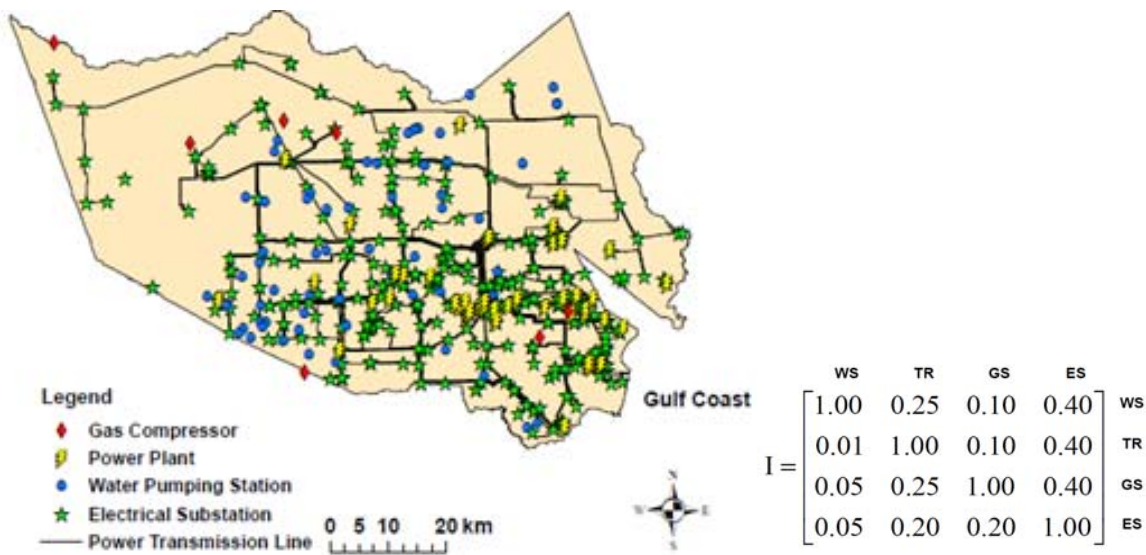 Gulf Coast
Legend
Gas Compressor
Power Plant
Water Pumping Station
Electrical Substation
Power Transmission Line
0 5 10 20 km
N
W E
S
WS TR GS ES
I = [1.00 0.25 0.10 0.40] WS
0.01 1.00 0.10 0.40 TR
0.05 0.25 1.00 0.40 GS
0.05 0.20 0.20 1.00 ES